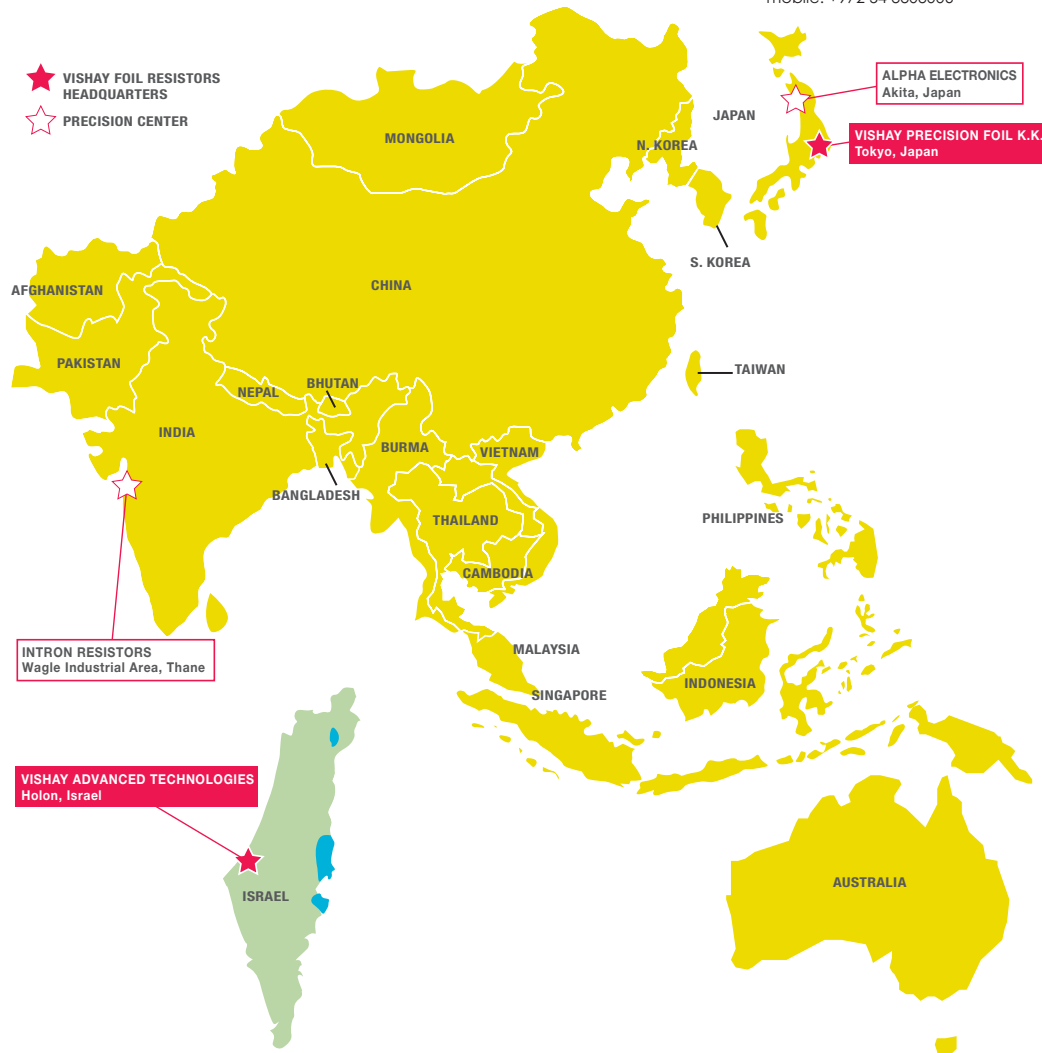 VISHAY FOIL RESISTORS
HEADQUARTERS
PRECISION CENTER
ALPHA ELECTRONICS
Akita, Japan
JAPAN
MONGOLIA
N. KOREA
VISHAY PRECISION FOIL K.K.
Tokyo, Japan
S. KOREA
CHINA
AFGHANISTAN
PAKISTAN
TAIWAN
NEPAL
BHUTAN
INDIA
BURMA
VIETNAM
BANGLADESH
THAILAND
PHILIPPINES
CAMBODIA
INTRON RESISTORS
Wagle Industrial Area, Thane
MALAYSIA
INDONESIA
SINGAPORE
VISHAY ADVANCED TECHNOLOGIES
Holon, Israel
ISRAEL
AUSTRALIA